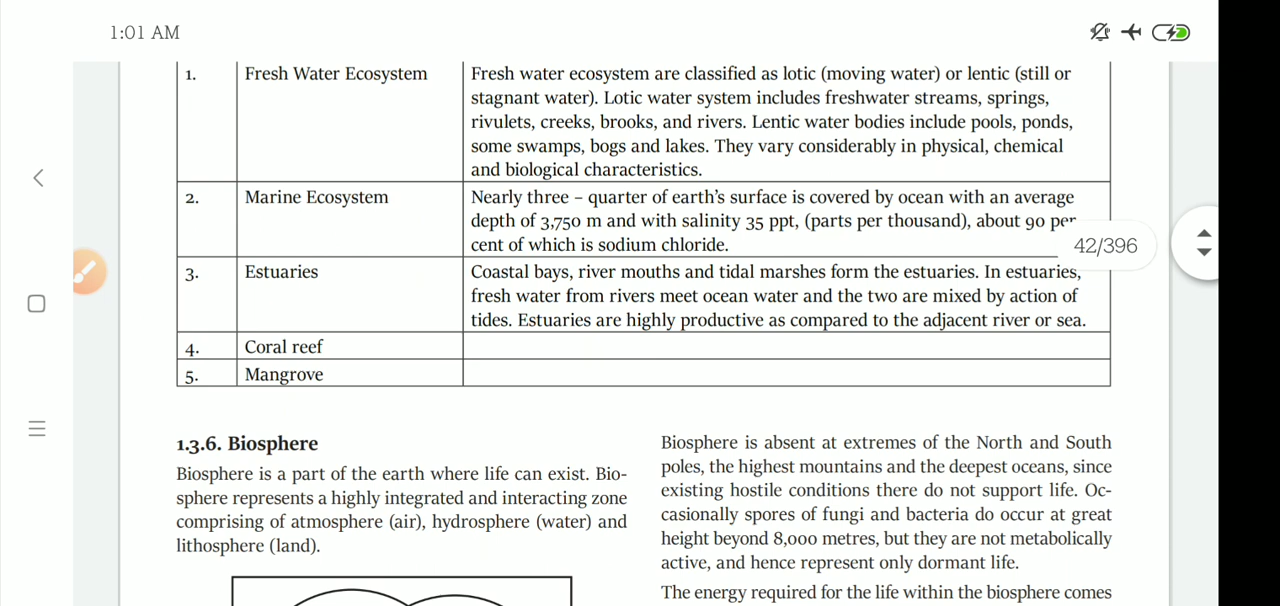 1:01 AM
1. Fresh Water Ecosystem Fresh water ecosystem are classified as lotic (moving water) or lentic (still or
stagnant water). Lotic water system includes freshwater streams, springs,
rivulets, creeks, brooks, and rivers. Lentic water bodies include pools, ponds,
some swamps, bogs and lakes. They vary considerably in physical, chemical
and biological characteristics.
2. Marine Ecosystem Nearly three – quarter of earth's surface is covered by ocean with an average
depth of 3,750 m and with salinity 35 ppt, (parts per thousand), about 90 per
cent of which is sodium chloride.
42/396
3. Estuaries Coastal bays, river mouths and tidal marshes form the estuaries. In estuaries,
fresh water from rivers meet ocean water and the two are mixed by action of
tides. Estuaries are highly productive as compared to the adjacent river or sea.
4. Coral reef
5. Mangrove
1.3.6. Biosphere
Biosphere is a part of the earth where life can exist. Bio-
sphere represents a highly integrated and interacting zone
comprising of atmosphere (air), hydrosphere (water) and
lithosphere (land).
Biosphere is absent at extremes of the North and South
poles, the highest mountains and the deepest oceans, since
existing hostile conditions there do not support life. Oc-
casionally spores of fungi and bacteria do occur at great
height beyond 8,000 metres, but they are not metabolically
active, and hence represent only dormant life.
The energy required for the life within the biosphere comes